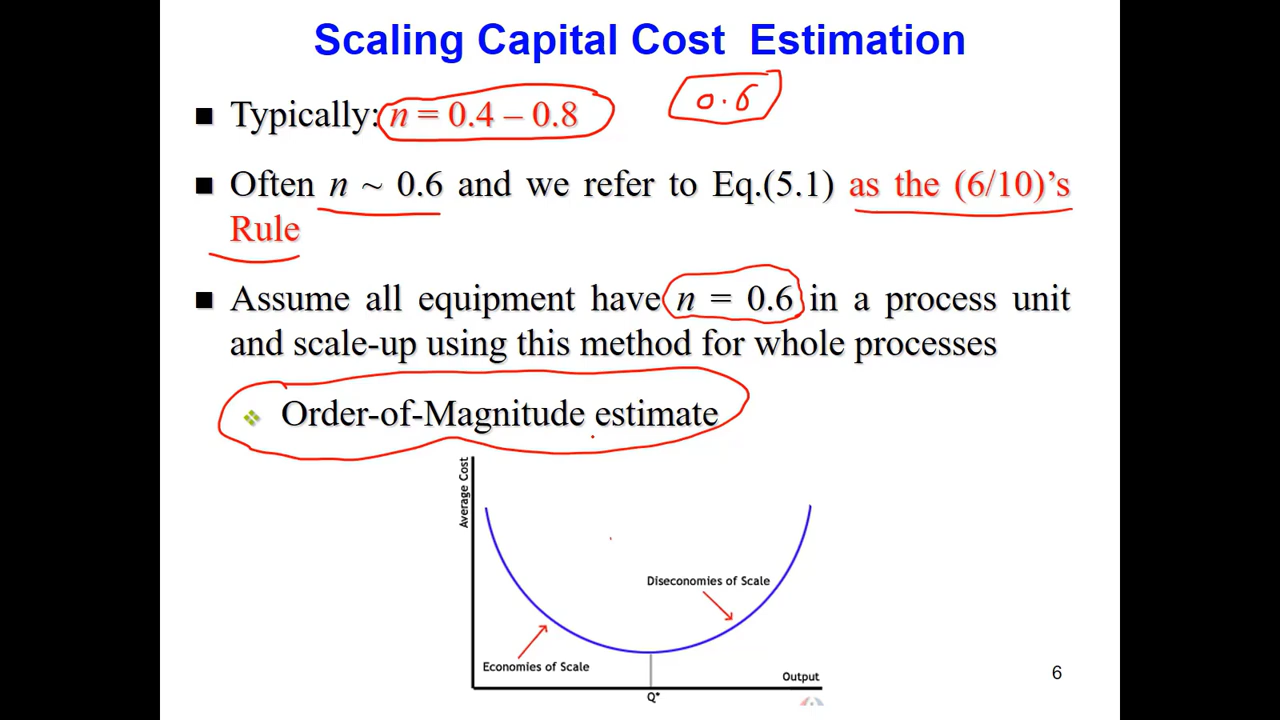 Scaling Capital Cost Estimation
Typically: n = 0.4 – 0.8
0.6
Often n ~ 0.6 and we refer to Eq.(5.1) as the (6/10)’s
Rule
Assume all equipment have n = 0.6 in a process unit
and scale-up using this method for whole processes
Order-of-Magnitude estimate
Average Cost
Diseconomies of Scale
Economies of Scale
Output
Q*
6